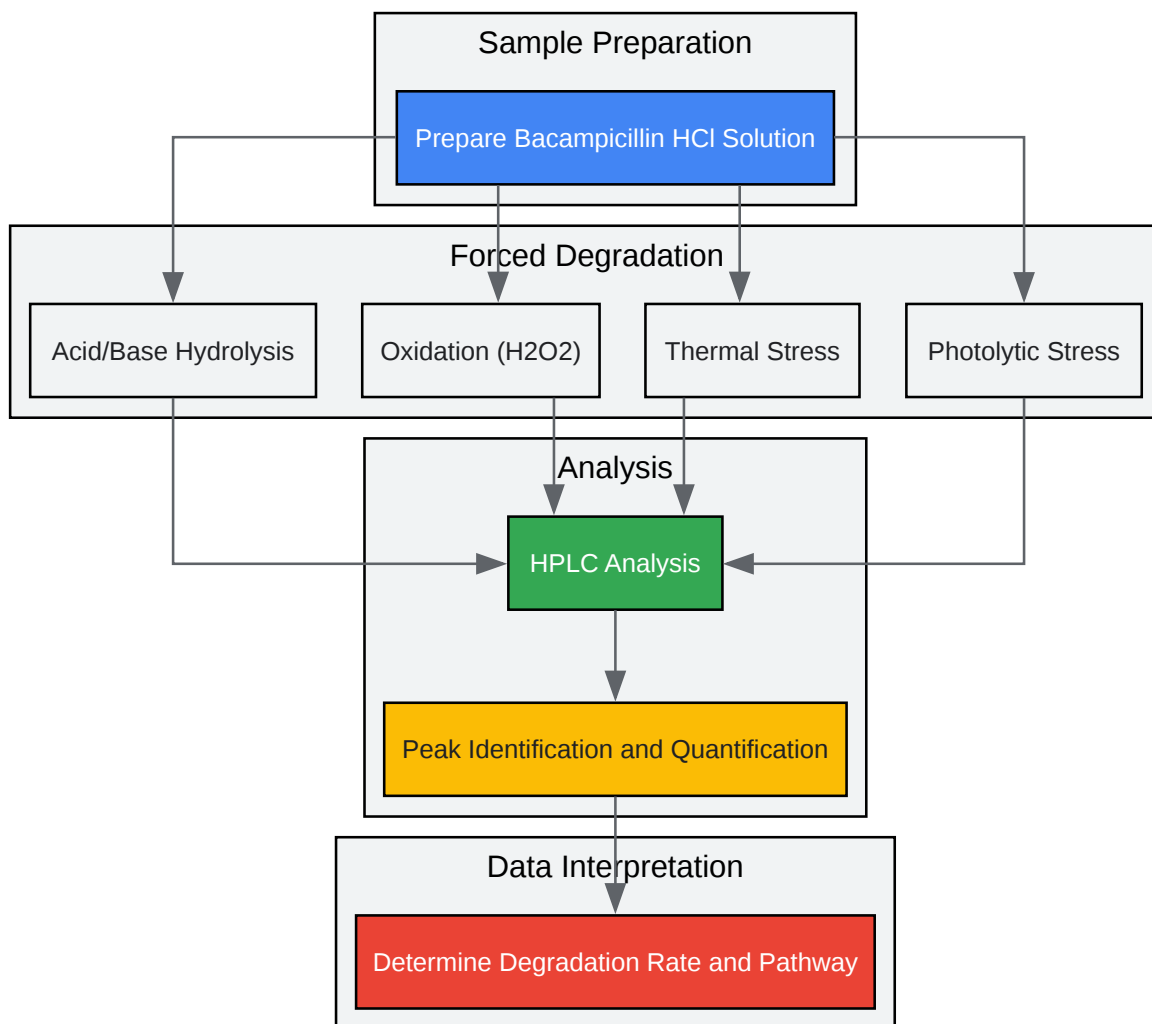 Sample Preparation
Prepare Bacampicillin HCl Solution
Forced Degradation
Acid/Base Hydrolysis
Oxidation (H2O2)
Thermal Stress
Photolytic Stress
Analysis
HPLC Analysis
Peak Identification and Quantification
Data Interpretation
Determine Degradation Rate and Pathway